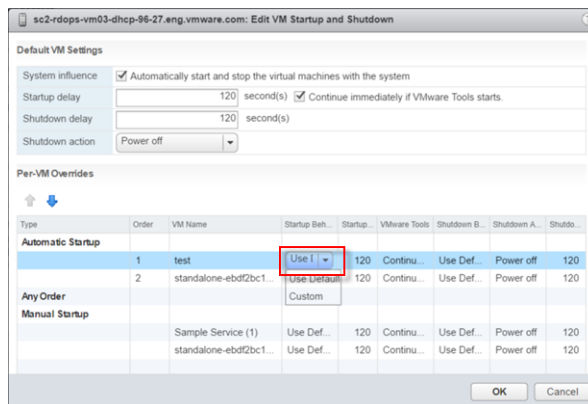 sc2-rdops-vm03-dhcp-96-27.eng.vmware.com: Edit VM Startup and Shutdown
Default VM Settings
System influence Automatically start and stop the virtual machines with the system
Startup delay 120 second(s) Continue immediately if VMware Tools starts.
Shutdown delay 120 second(s)
Shutdown action Power off
Per-VM Overrides
Type Order VM Name Startup Beh... Startup... VMware Tools Shutdown B... Shutdown A... Shutdo...
Automatic Startup
1 test Use 120 Continu... Use Def... Power off 120
2 standalone-ebdf2bc1... Use Default 120 Continu... Use Def... Power off 120
Custom
Any Order
Manual Startup
Sample Service (1) Use Def... 120 Continu... Use Def... Power off 120
standalone-ebdf2bc1... Use Def... 120 Continu... Use Def... Power off 120
OK Cancel